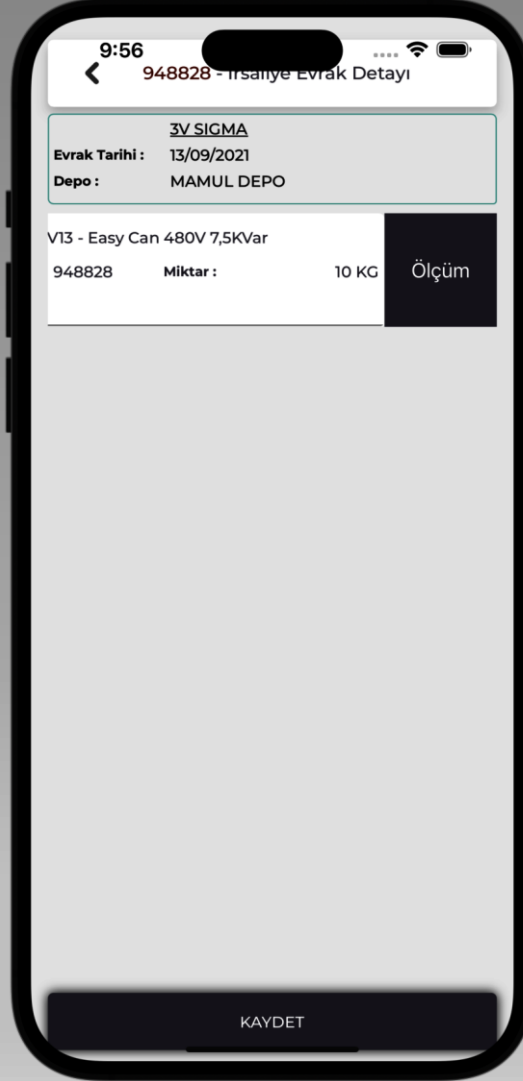 9:56
948828 - İrsaliye Evrak Detayı
3V SIGMA
Evrak Tarihi : 13/09/2021
Depo : MAMUL DEPO
V13 - Easy Can 480V 7,5KVar
948828 Miktar : 10 KG
Ölçüm
KAYDET